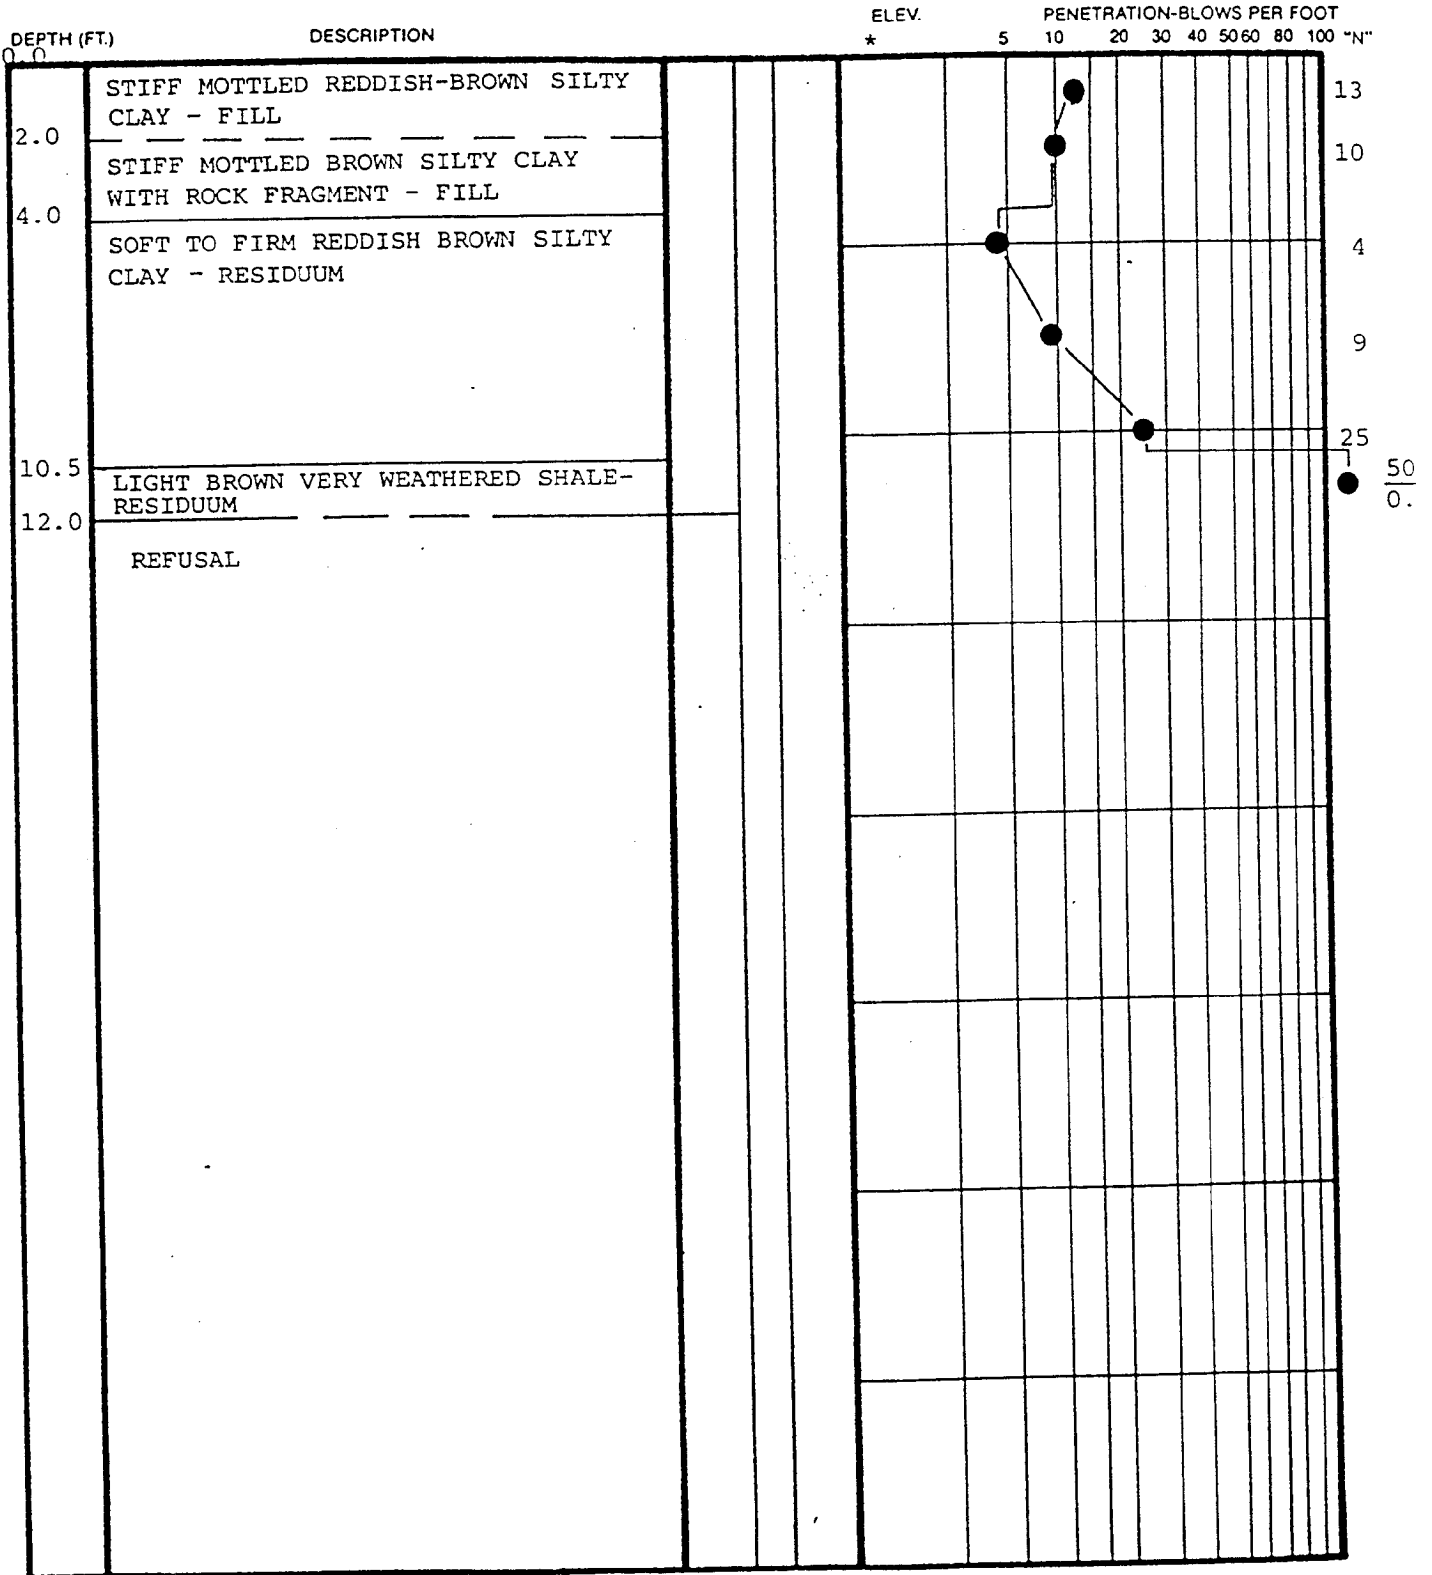 ELEV. PENETRATION-BLOWS PER FOOT
DEPTH (FT.) DESCRIPTION * 5 10 20 30 40 50 60 80 100 "N"
0.0
STIFF MOTTLED REDDISH-BROWN SILTY 13
CLAY - FILL
2.0
STIFF MOTTLED BROWN SILTY CLAY 10
WITH ROCK FRAGMENT - FILL
4.0
SOFT TO FIRM REDDISH BROWN SILTY 4
CLAY - RESIDUUM
9
25
10.5 50
LIGHT BROWN VERY WEATHERED SHALE- 0.
RESIDUUM
12.0
REFUSAL